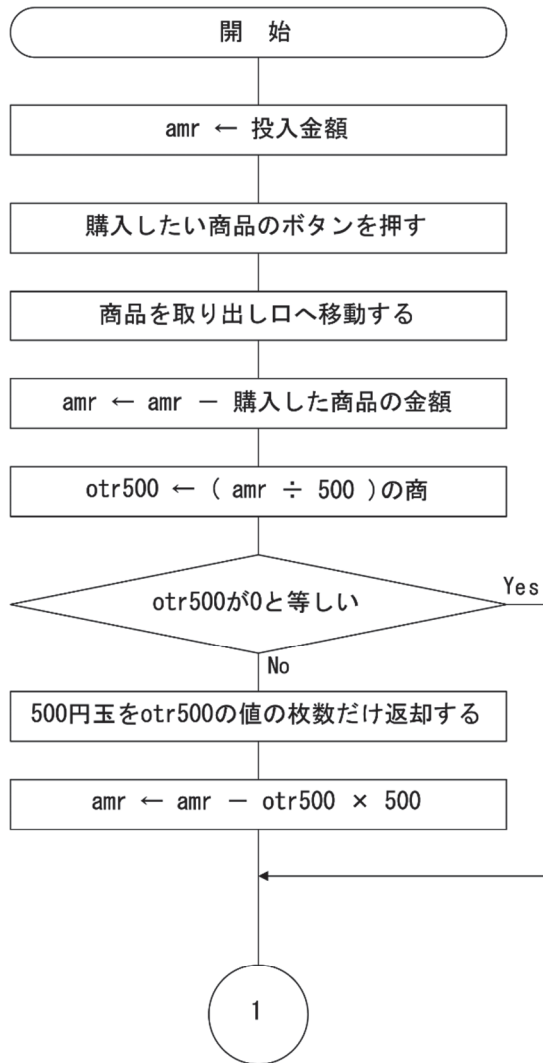 開 始
amr ← 投入金額
購入したい商品のボタンを押す
商品を取り出し口へ移動する
amr ← amr － 購入した商品の金額
otr500 ← ( amr ÷ 500 )の商
otr500が0と等しい
Yes
No
500円玉をotr500の値の枚数だけ返却する
amr ← amr － otr500 × 500
1